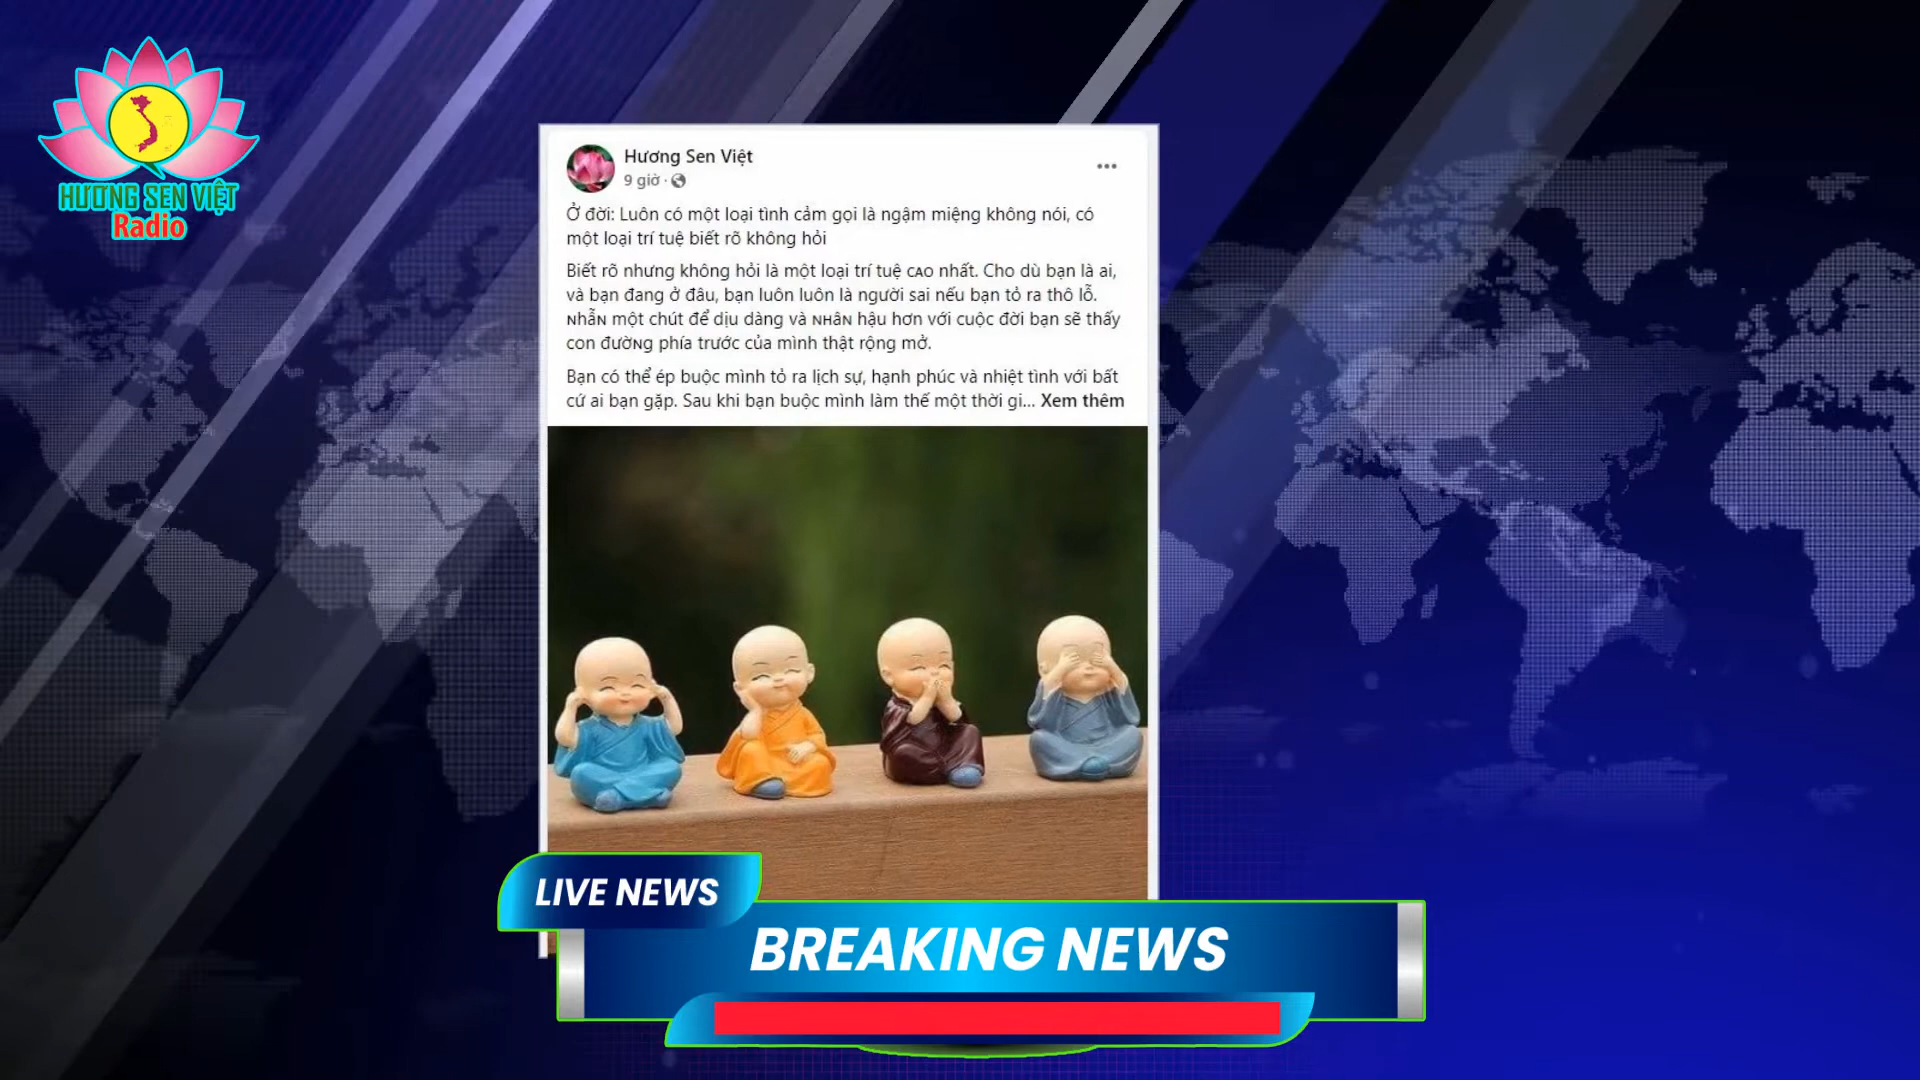 HƯƠNG SEN VIỆT
Radio
Hương Sen Việt
9 giờ ·
Ở đời: Luôn có một loại tình cảm gọi là ngậm miệng không nói, có
một loại trí tuệ biết rõ không hỏi
Biết rõ nhưng không hỏi là một loại trí tuệ cᴀo nhất. Cho dù bạn là ai,
và bạn đang ở đâu, bạn luôn luôn là người sai nếu bạn tỏ ra thô lỗ.
ɴhẫɴ một chút để dịu dàng và ɴʜâɴ hậu hơn với cuộc đời bạn sẽ thấy
con đườɴg phía trước của mình thật rộng mở.
Bạn có thể ép buộc mình tỏ ra lịch sự, hạnh phúc và nhiệt tình với bất
cứ ai bạn gặp. Sau khi bạn buộc mình làm thế một thời gi... Xem thêm
LIVE NEWS
BREAKING NEWS